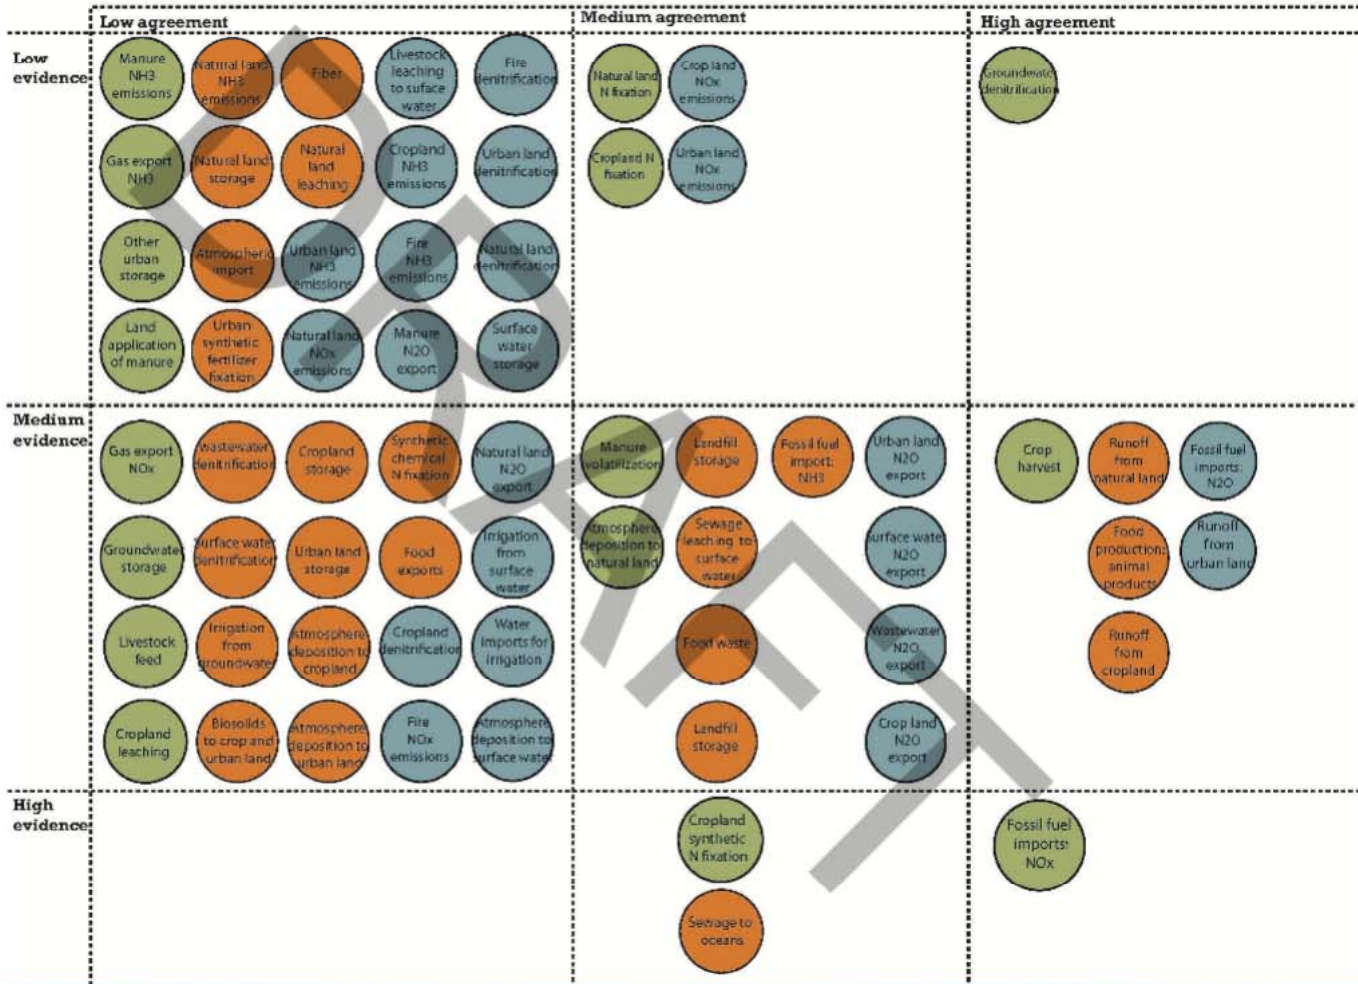 Low agreement
Medium agreement
High agreement
Low
evidence
Manure
NH3
emissions
Natural land
NH3
emissions
Fiber
Livestock
leaching
to suface
water
Fire
denitrification
Natural land
N fixation
Crop land
NOx
emissions
Groundwater
denitrification
Gas export
NH3
Natural land
storage
Natural
land
leaching
Cropland
NH3
emissions
Urban land
denitrification
Cropland N
fixation
Urban land
NOx
emissions
Other
urban
storage
Atmospheric
import
Urban land
NH3
emissions
Fire
NH3
emissions
Natural land
denitrification
Land
application
of manure
Urban
synthetic
fertilizer
fixation
Natural land
NOx
emissions
Manure
N2O
export
Surface
water
storage
Medium
evidence
Gas export
NOx
wastewater
denitrification
Cropland
storage
Synthetic
chemical
N fixation
Natural land
N2O
export
Manure
volatilization
Landfill
storage
Fossil fuel
import:
NH3
Urban land
N2O
export
Crop
harvest
Runoff
from
natural land
Fossil fuel
imports:
N2O
Groundwater
storage
Surface water
denitrification
Urban land
storage
Food
exports
Irrigation
from
surface
water
Atmosphere
deposition to
natural land
Sewage
leaching to
surface
water
Surface water
N2O
export
Food
production:
animal
products
Runoff
from
urban land
Livestock
feed
Irrigation
from
groundwater
Atmosphere
deposition to
cropland
Cropland
denitrification
Water
imports for
irrigation
Food waste
Wastewater
N2O
export
Runoff
from
cropland
Cropland
leaching
Biosolids
to crop and
urban land
Atmosphere
deposition to
urban land
Fire
NOx
emissions
Atmosphere
deposition to
surface water
Landfill
storage
Crop land
N2O
export
High
evidence
Cropland
synthetic
N fixation
Fossil fuel
imports:
NOx
Sewage to
oceans
DRAFT